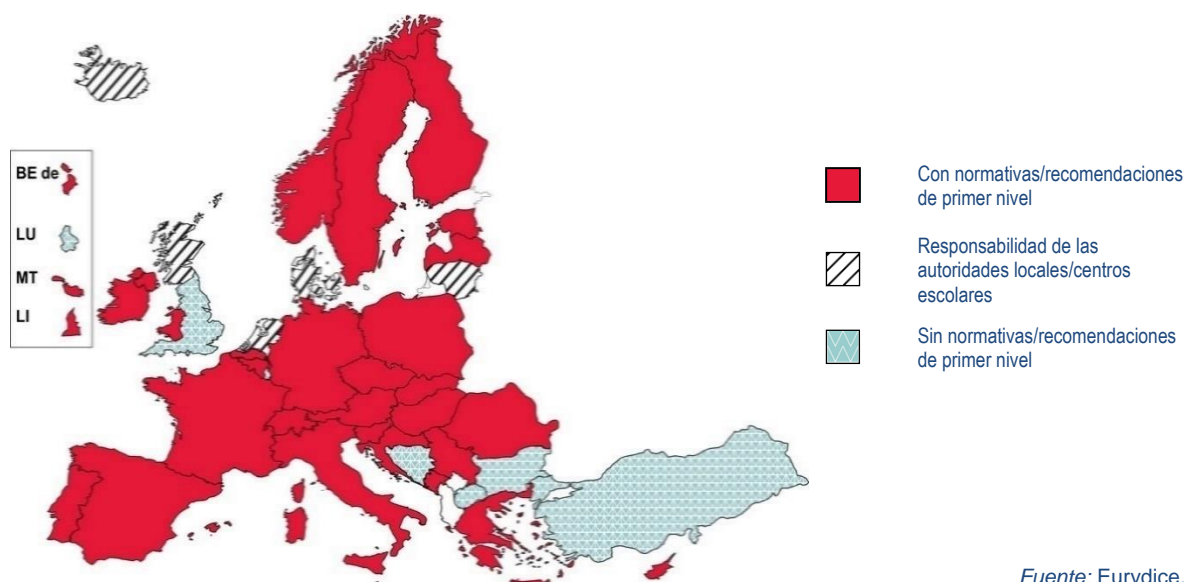 BE de
LU
MT
LI
Con normativas/recomendaciones
de primer nivel
Responsabilidad de las
autoridades locales/centros
escolares
Sin normativas/recomendaciones
de primer nivel
Fuente: Eurydice.